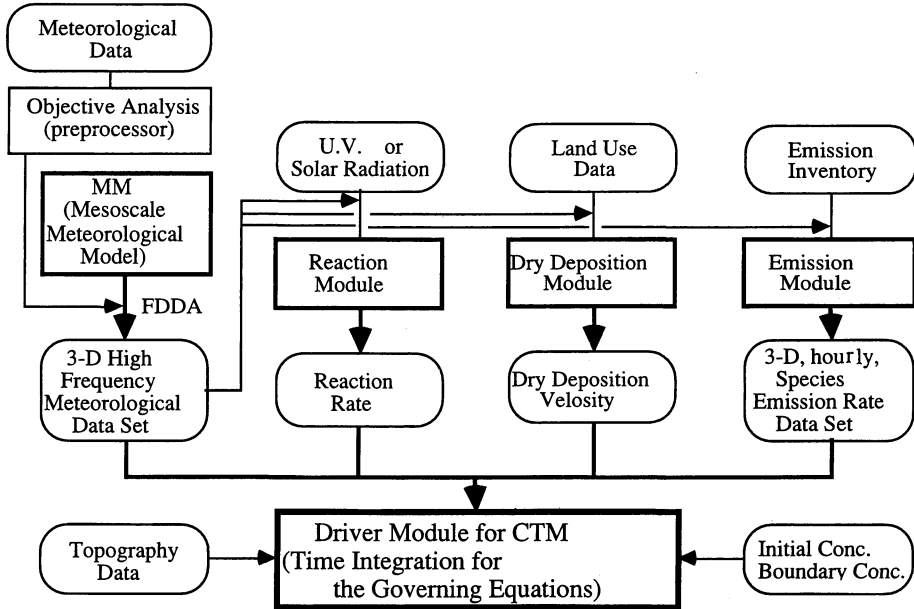 Meteorological
Data
Objective Analysis
(preprocessor)
MM
(Mesoscale
Meteorological
Model)
FDDA
3-D High
Frequency
Meteorological
Data Set
U.V. or
Solar Radiation
Reaction
Module
Reaction
Rate
Land Use
Data
Dry Deposition
Module
Dry Deposition
Velosity
Emission
Inventory
Emission
Module
3-D, hourly,
Species
Emission Rate
Data Set
Topography
Data
Driver Module for CTM
(Time Integration for
the Governing Equations)
Initial Conc.
Boundary Conc.